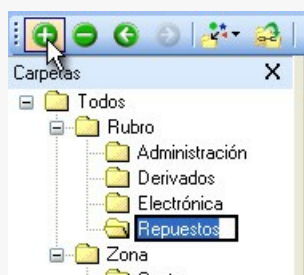 Carpetas
Todos
Rubro
Administración
Derivados
Electrónica
Repuestos
Zona